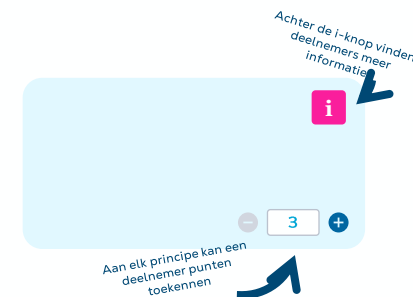 Achter de i-knop vinden
deelnemers meer
informatie
i
3
Aan elk principe kan een
deelnemer punten
toekennen